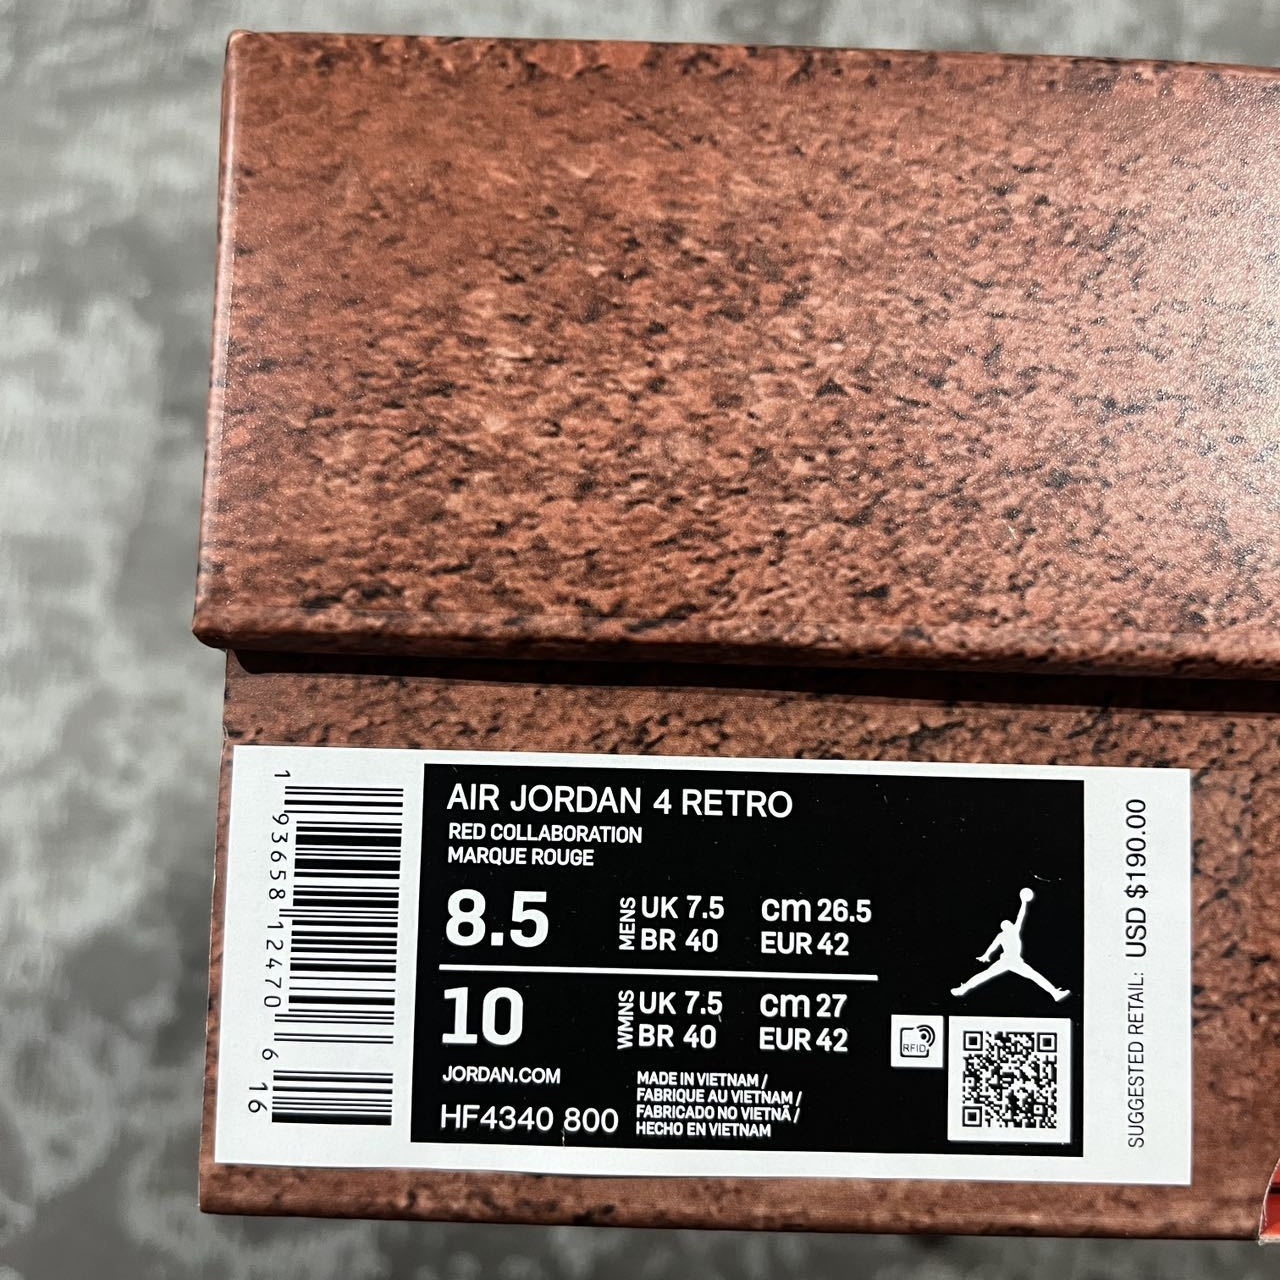 AIR JORDAN 4 RETRO
RED COLLABORATION
MARQUE ROUGE
8.5 MENS UK 7.5 cm 26.5
BR 40 EUR 42
10 WMNS UK 7.5 cm 27
BR 40 EUR 42
JORDAN.COM
HF4340 800
MADE IN VIETNAM /
FABRIQUE AU VIETNAM /
FABRICADO NO VIETNÃ /
HECHO EN VIETNAM
RFID
1 93658 12470 6 16
SUGGESTED RETAIL: USD $190.00